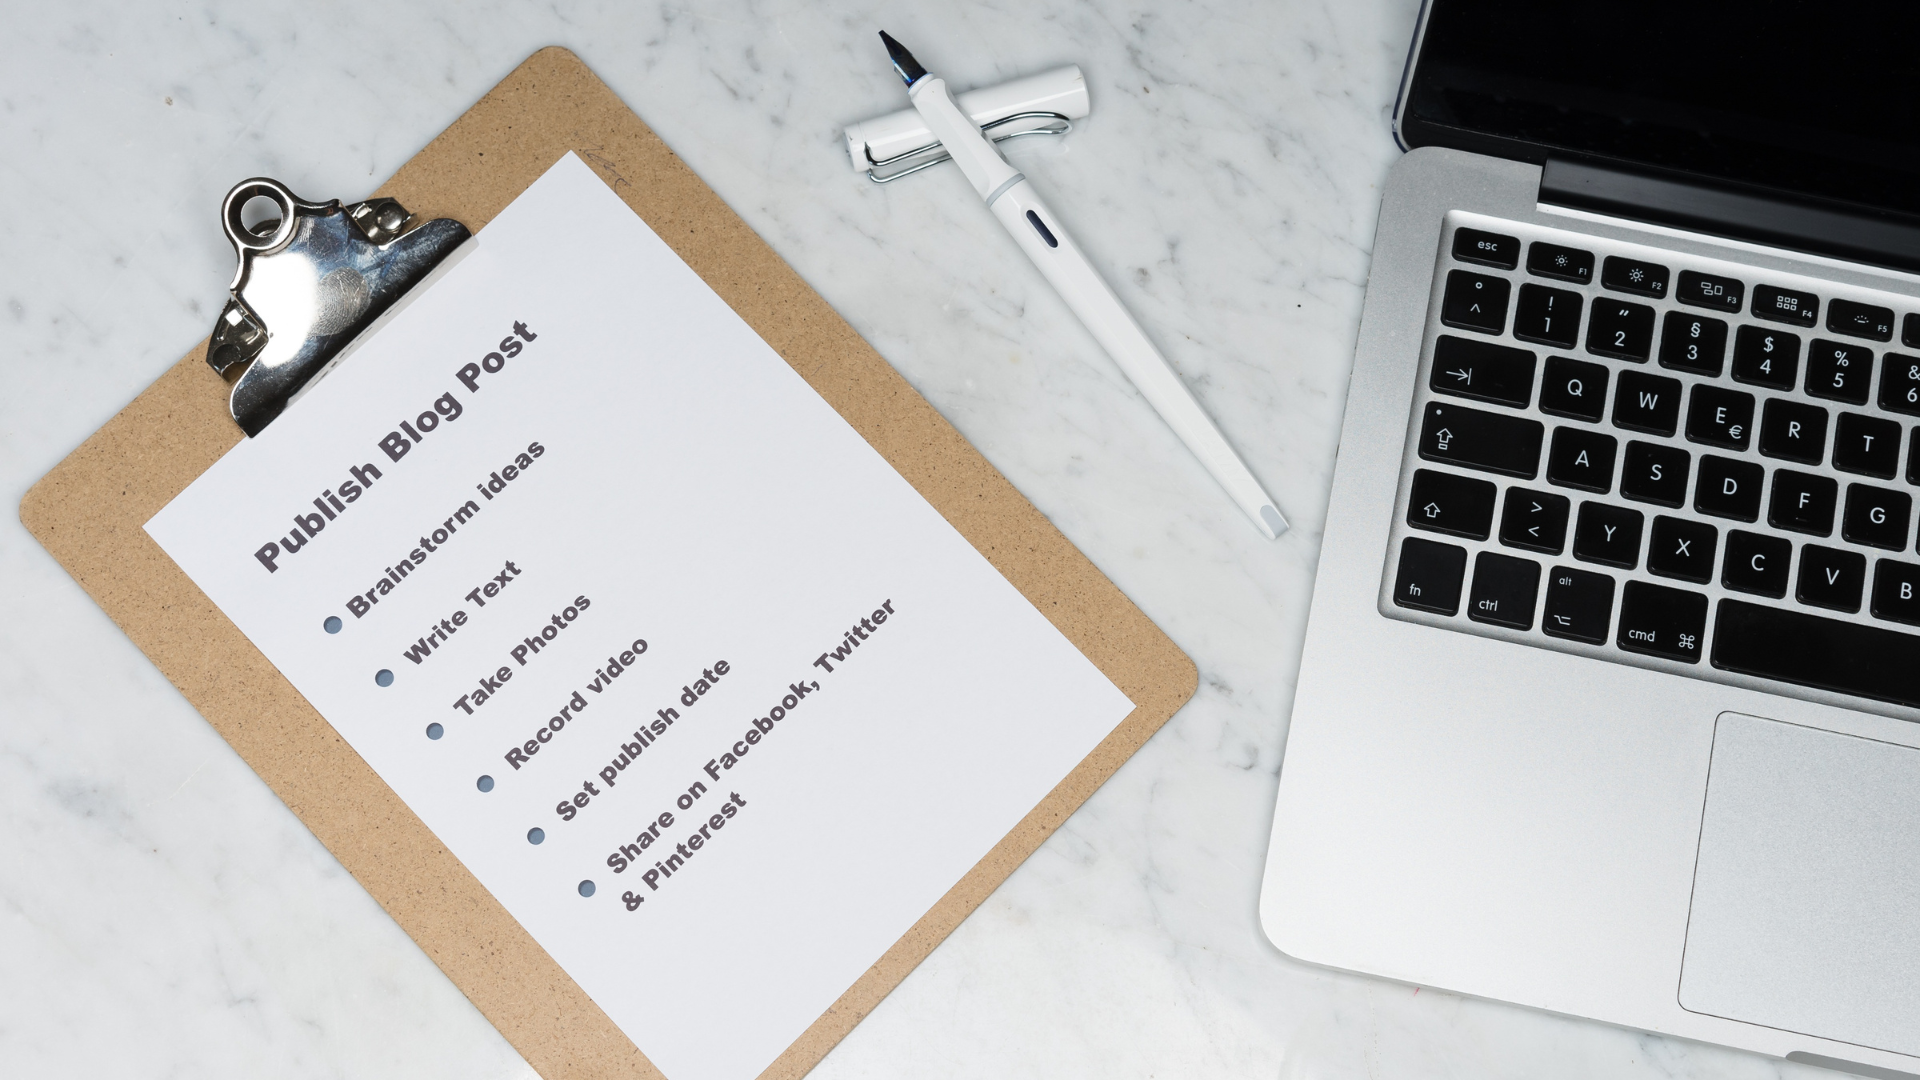 Publish Blog Post
Brainstorm ideas
Write Text
Take Photos
Record video
Set publish date
Share on Facebook, Twitter
& Pinterest
esc F1 F2 F3 F4 F5
° ! " § $ % &
^ 1 2 3 4 5 6
Q W E € R T
A S D F G
> < Y X C V B
fn ctrl alt cmd ⌘